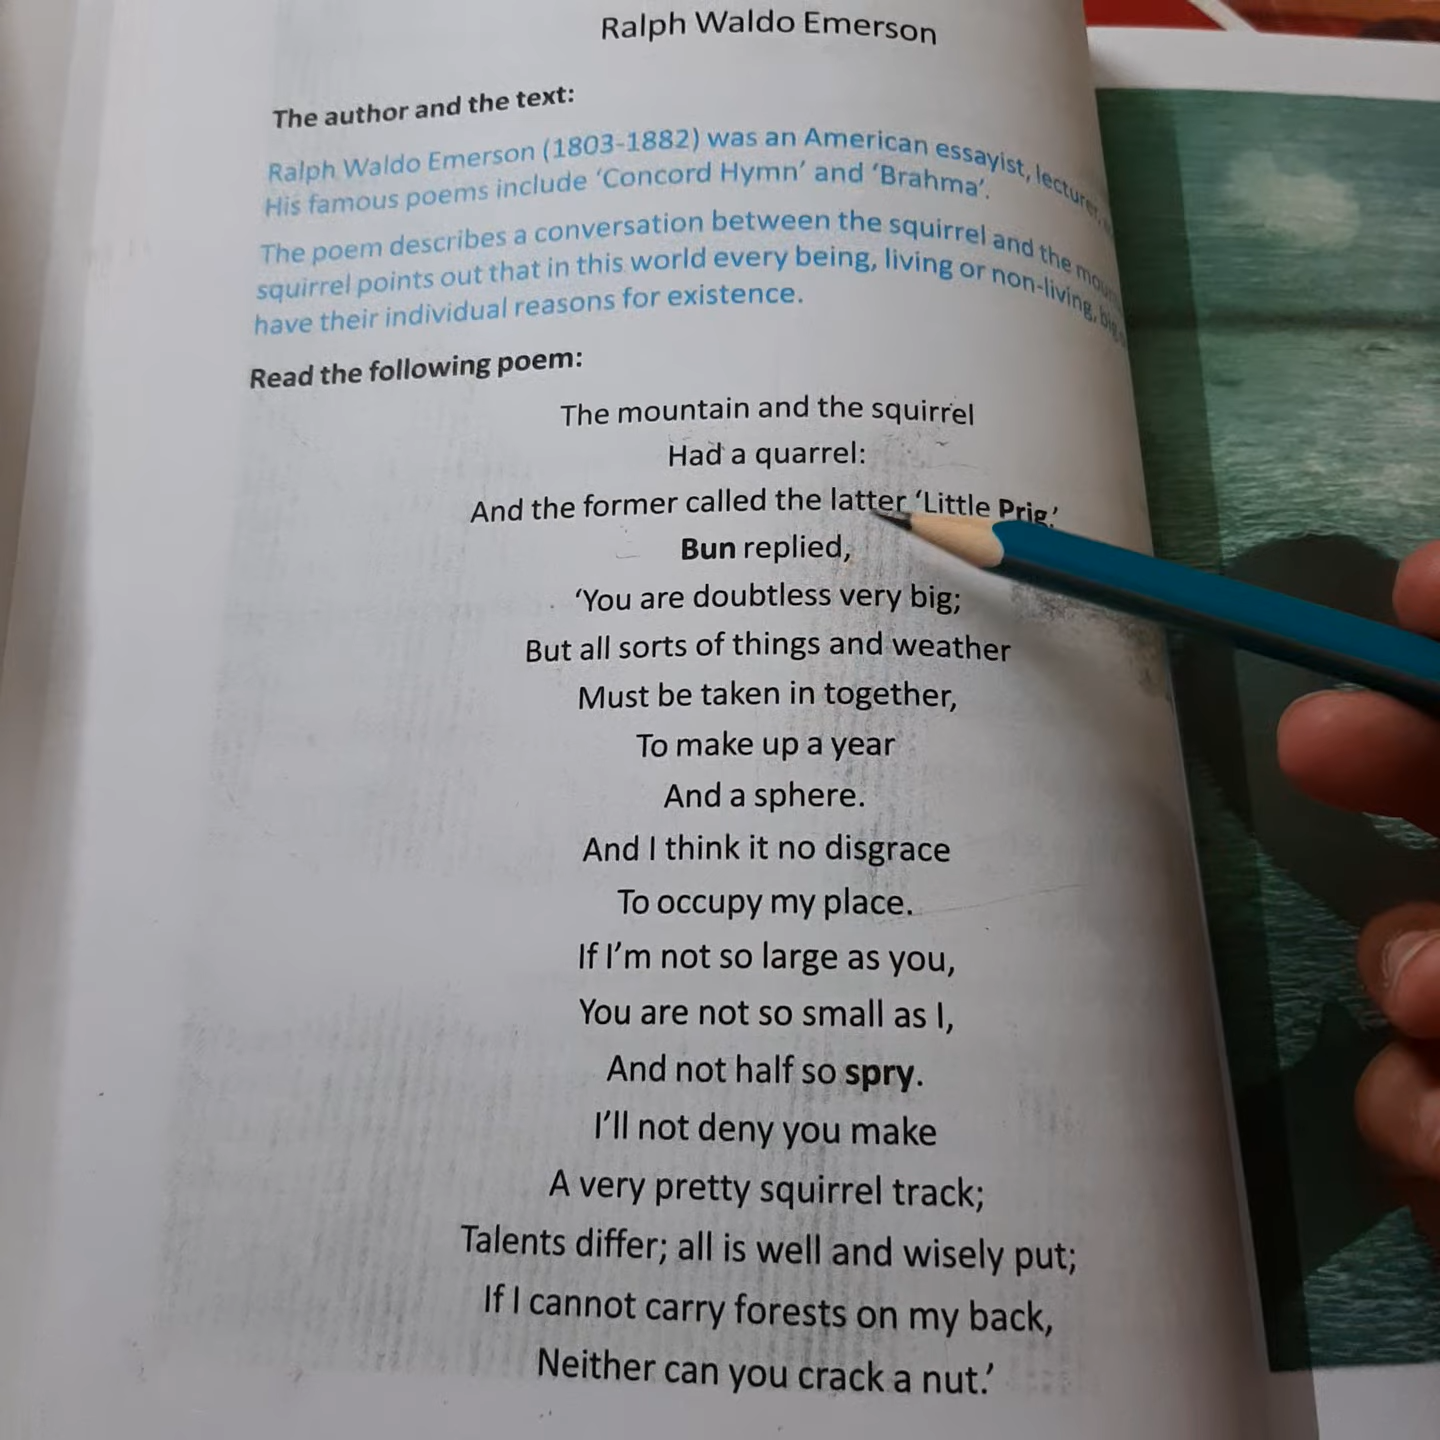 Ralph Waldo Emerson
The author and the text:
Ralph Waldo Emerson (1803-1882) was an American essayist, lecturer,
His famous poems include ‘Concord Hymn’ and ‘Brahma’.
The poem describes a conversation between the squirrel and the
squirrel points out that in this world every being, living or non-living,
have their individual reasons for existence.
Read the following poem:
The mountain and the squirrel
Had a quarrel:
And the former called the latter ‘Little Prig.’
Bun replied,
‘You are doubtless very big;
But all sorts of things and weather
Must be taken in together,
To make up a year
And a sphere.
And I think it no disgrace
To occupy my place.
If I’m not so large as you,
You are not so small as I,
And not half so spry.
I’ll not deny you make
A very pretty squirrel track;
Talents differ; all is well and wisely put;
If I cannot carry forests on my back,
Neither can you crack a nut.’